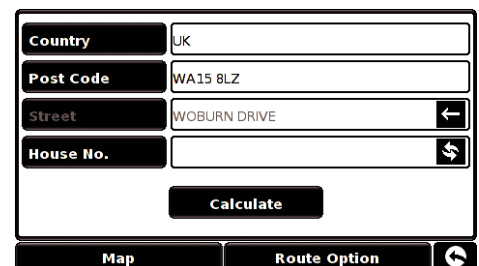 Country UK
Post Code WA15 8LZ
Street WOBURN DRIVE
House No.
Calculate
Map Route Option